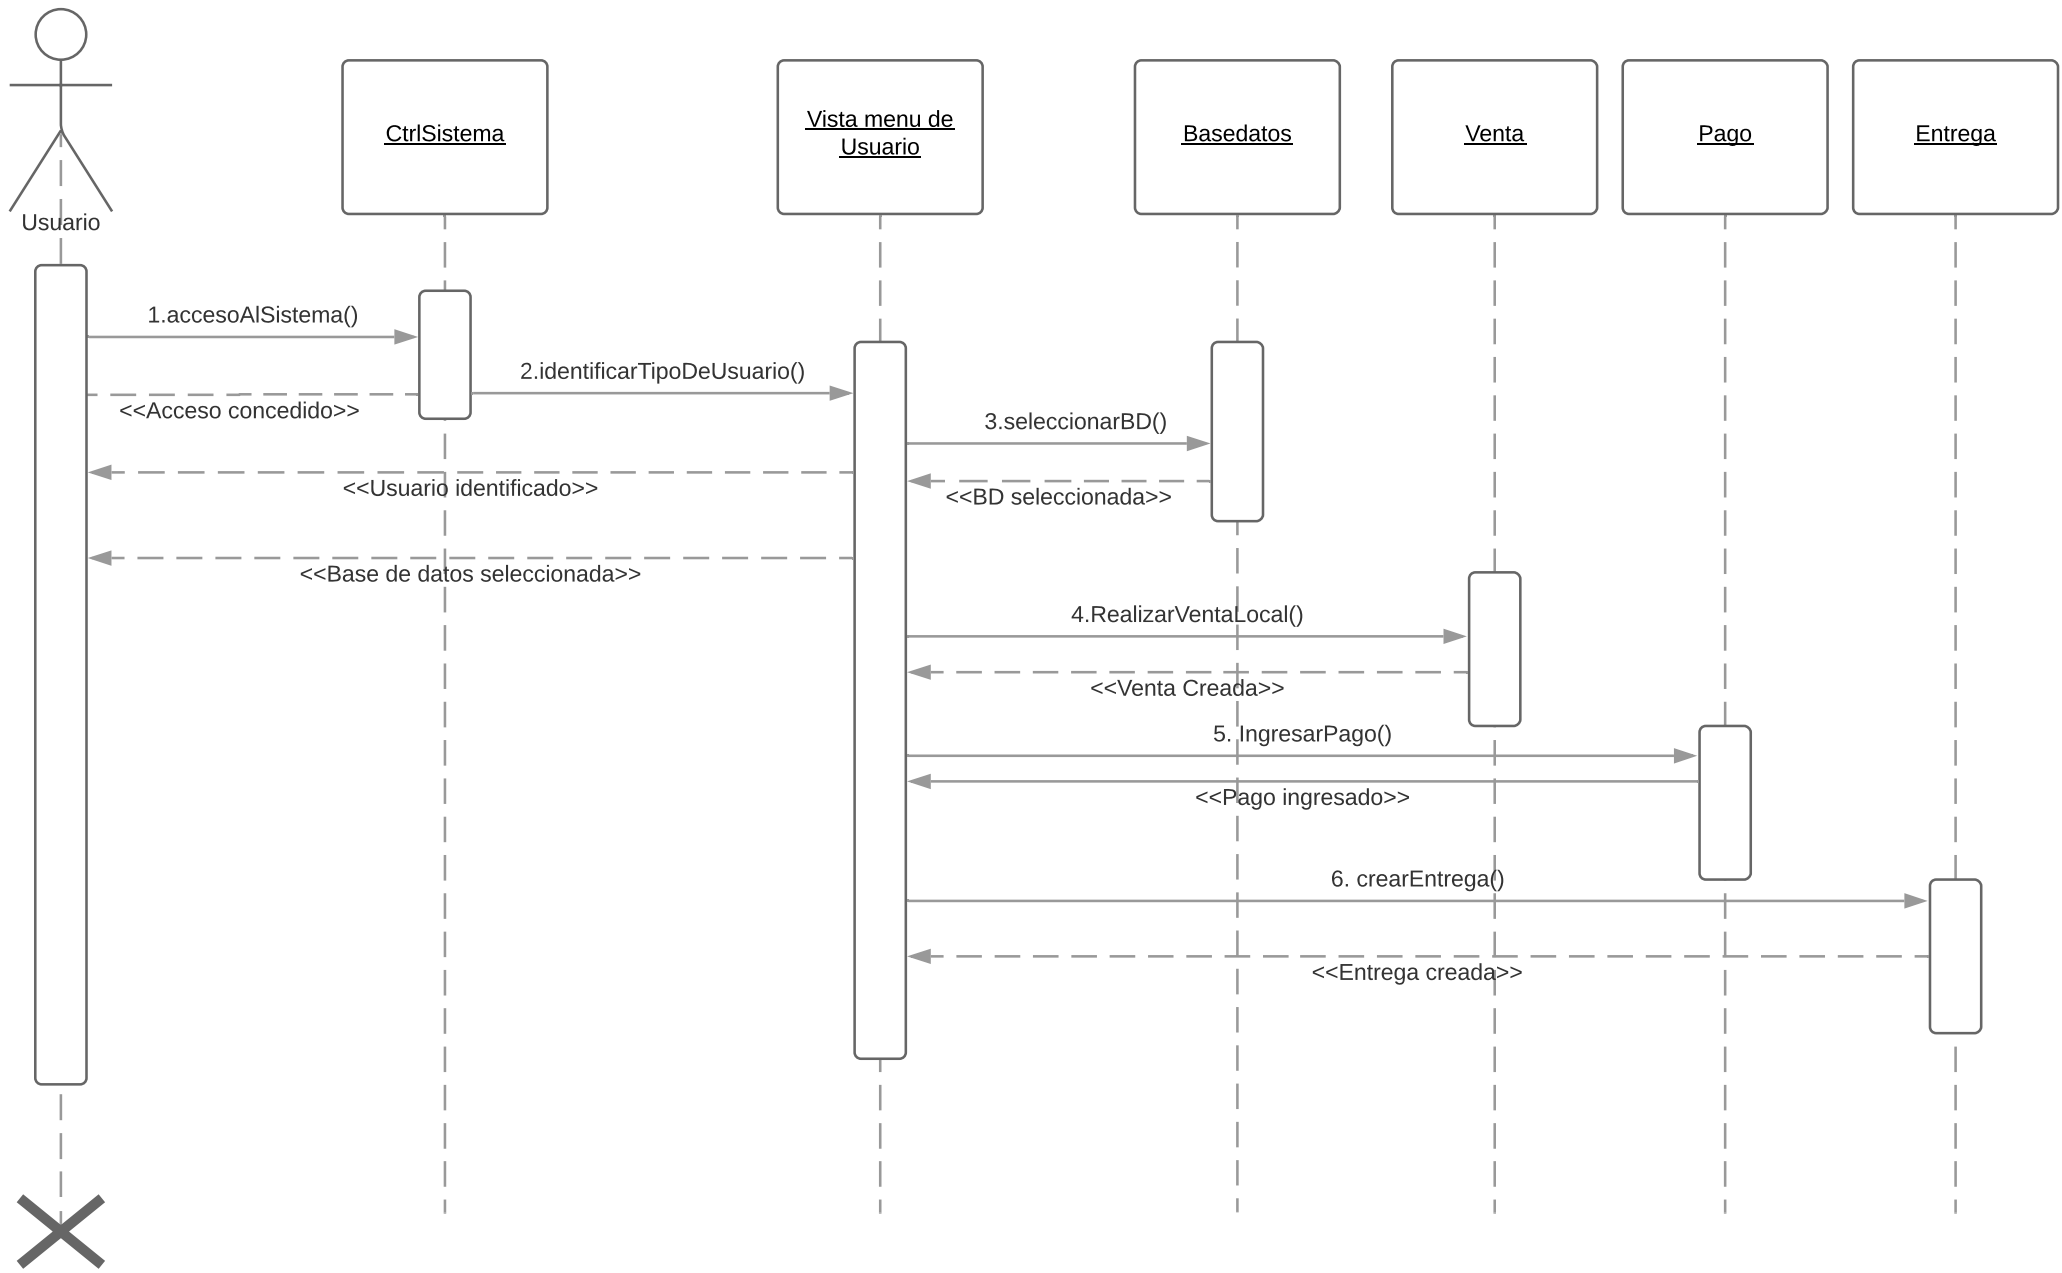 Usuario
CtrlSistema
Vista menu de
Usuario
Basedatos
Venta
Pago
Entrega
1.accesoAlSistema()
2.identificarTipoDeUsuario()
<<Acceso concedido>>
3.seleccionarBD()
<<Usuario identificado>>
<<BD seleccionada>>
<<Base de datos seleccionada>>
4.RealizarVentaLocal()
<<Venta Creada>>
5. IngresarPago()
<<Pago ingresado>>
6. crearEntrega()
<<Entrega creada>>